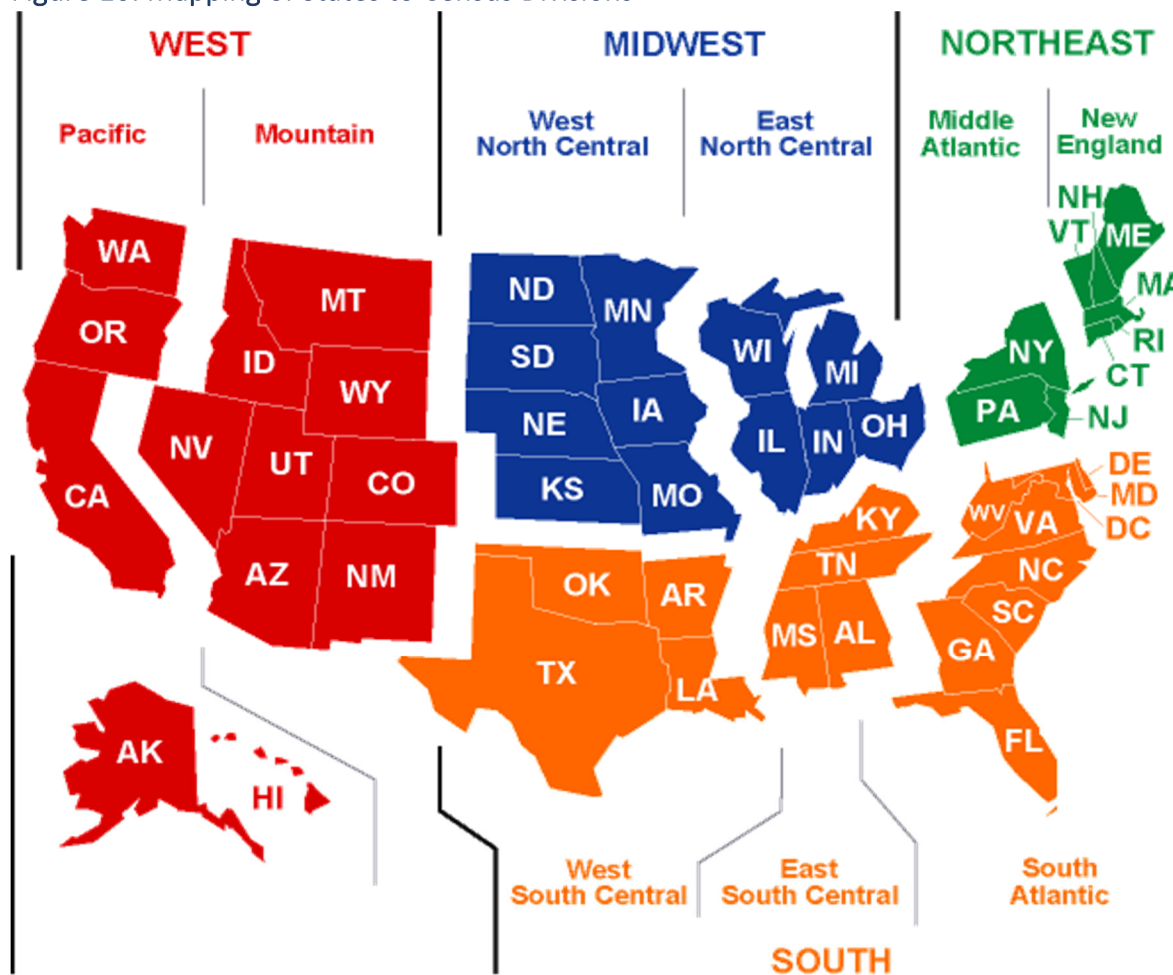 WEST
MIDWEST
NORTHEAST
Pacific
Mountain
West
North Central
East
North Central
Middle
Atlantic
New
England
NH
VT
ME
MA
RI
CT
NY
PA
NJ
WA
OR
CA
MT
ID
WY
NV
UT
CO
AZ
NM
ND
MN
SD
NE
IA
KS
MO
WI
MI
IL
IN
OH
DE
MD
DC
WV
VA
KY
TN
NC
SC
OK
AR
MS
AL
GA
TX
LA
FL
AK
HI
West
South Central
East
South Central
South
Atlantic
SOUTH